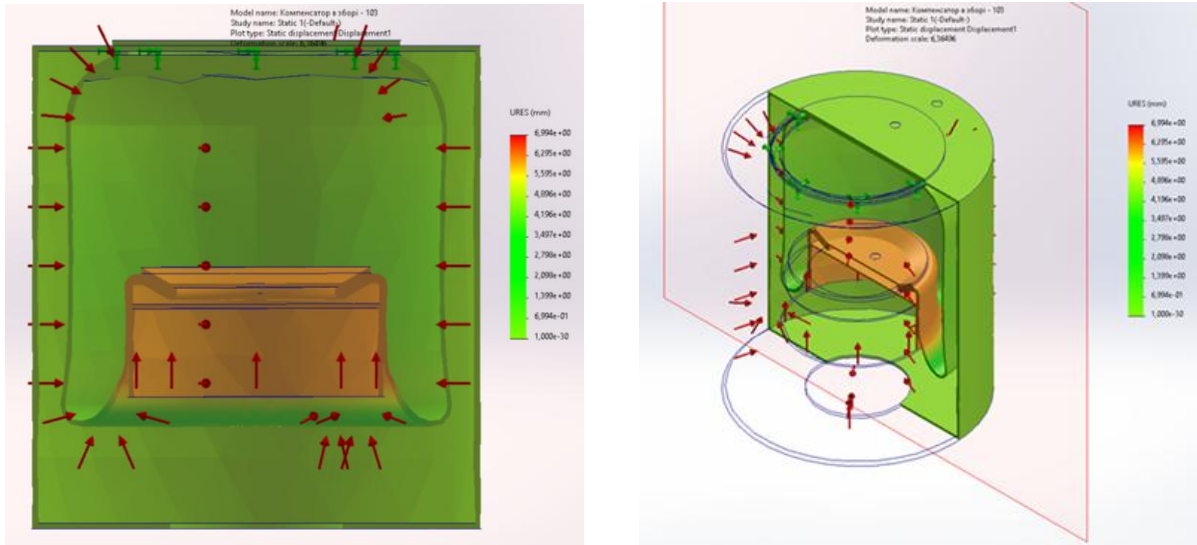 Model name: Компенсатор в зборі - 103
Study name: Static 1(-Default-)
Plot type: Static displacement Displacement1
Deformation scale: 6,36406
URES (mm)
6,994e+00
6,295e+00
5,595e+00
4,896e+00
4,196e+00
3,497e+00
2,798e+00
2,098e+00
1,399e+00
6,994e-01
1,000e-30
Model name: Компенсатор в зборі - 103
Study name: Static 1(-Default-)
Plot type: Static displacement Displacement1
Deformation scale: 6,36406
URES (mm)
6,994e+00
6,295e+00
5,595e+00
4,896e+00
4,196e+00
3,497e+00
2,798e+00
2,098e+00
1,399e+00
6,994e-01
1,000e-30